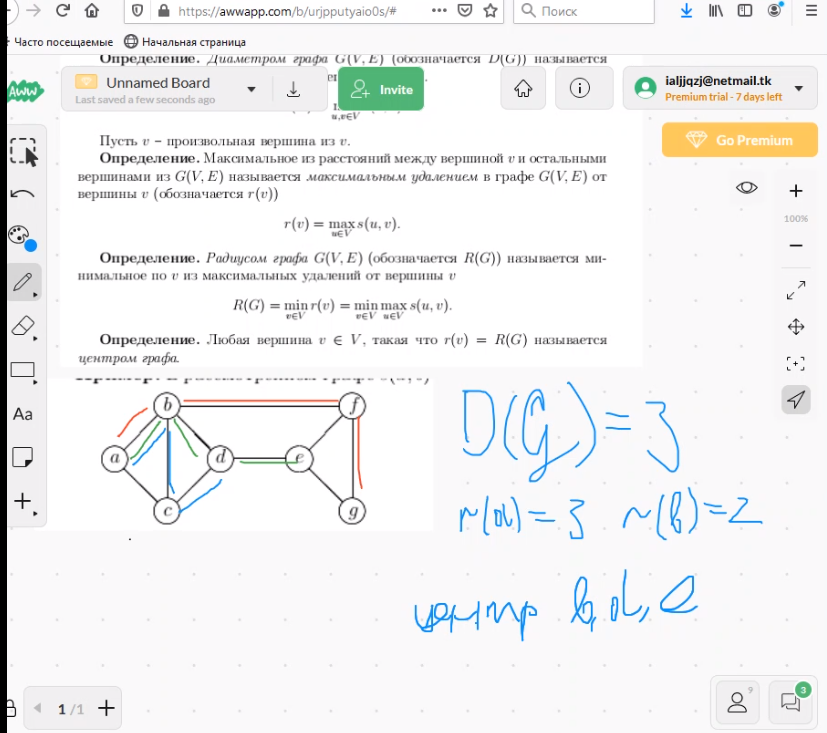 https://awwapp.com/b/urjpputyaio0s/#
Поиск
Часто посещаемые
Начальная страница
Определение. Диаметром графа G(V, E) (обозначается D(G)) называется
AWW
Unnamed Board
Last saved a few seconds ago
Invite
ialjjqzj@netmail.tk
Premium trial - 7 days left
Go Premium
u,v∈V
Пусть v – произвольная вершина из v.
Определение. Максимальное из расстояний между вершиной v и остальными
вершинами из G(V, E) называется максимальным удалением в графе G(V, E) от
вершины v (обозначается r(v))
r(v) = max s(u, v).
u∈V
100%
Определение. Радиусом графа G(V, E) (обозначается R(G)) называется ми-
нимальное по v из максимальных удалений от вершины v
R(G) = min r(v) = min max s(u, v).
v∈V v∈V u∈V
Определение. Любая вершина v ∈ V, такая что r(v) = R(G) называется
центром графа.
b f
a d e
c g
D(G) = 3
r(a) = 3 r(b) = 2
центр b, d, e
Aa
1 / 1
9
3